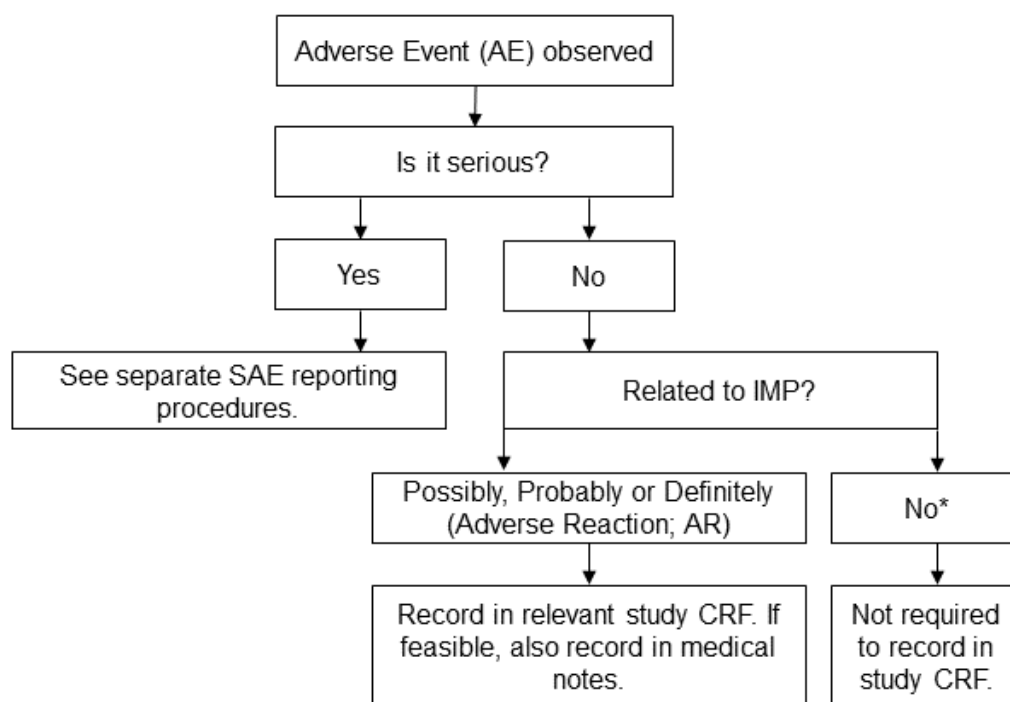 Adverse Event (AE) observed
Is it serious?
Yes
No
See separate SAE reporting
procedures.
Related to IMP?
Possibly, Probably or Definitely
(Adverse Reaction; AR)
No*
Record in relevant study CRF. If
feasible, also record in medical
notes.
Not required
to record in
study CRF.